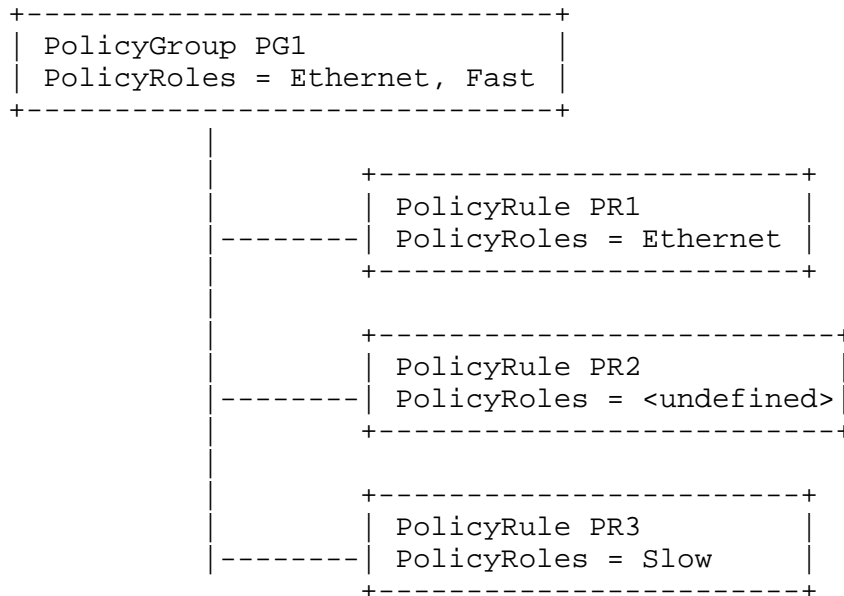 PolicyGroup PG1
PolicyRoles = Ethernet, Fast
PolicyRule PR1
PolicyRoles = Ethernet
PolicyRule PR2
PolicyRoles = <undefined>
PolicyRule PR3
PolicyRoles = Slow